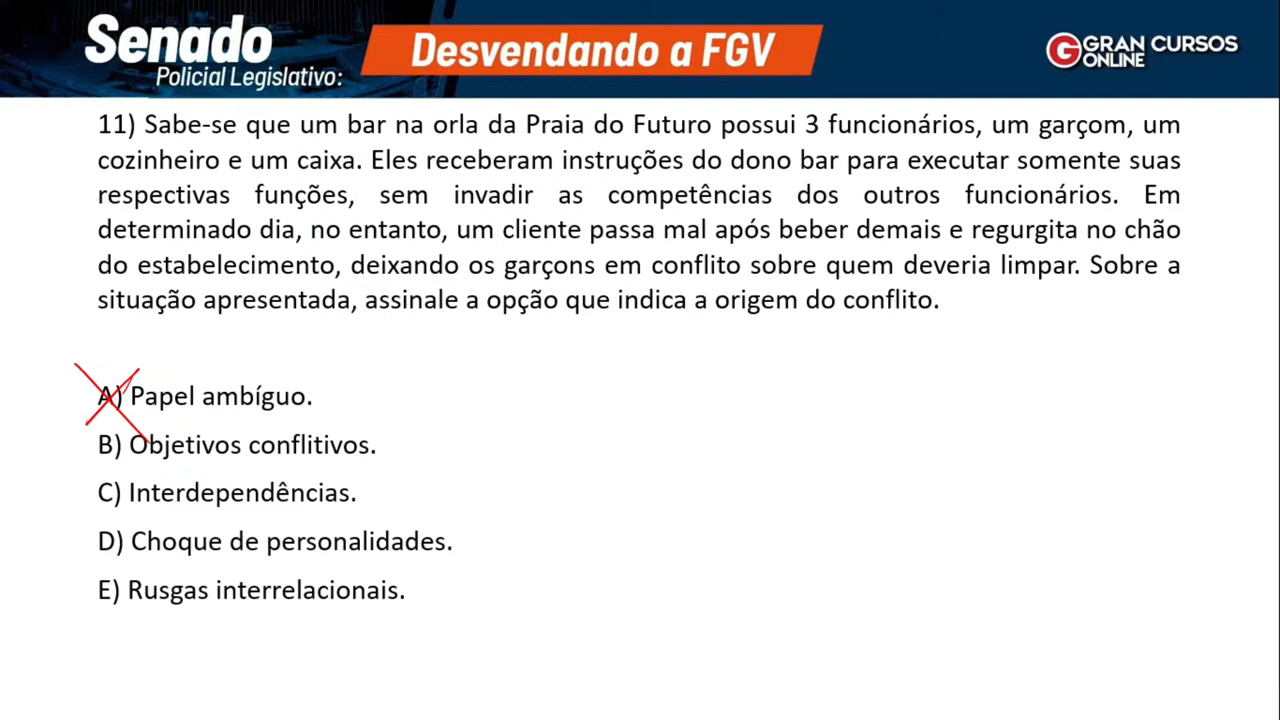 Senado
Policial Legislativo:
Desvendando a FGV
GRAN CURSOS
ONLINE
11) Sabe-se que um bar na orla da Praia do Futuro possui 3 funcionários, um garçom, um
cozinheiro e um caixa. Eles receberam instruções do dono bar para executar somente suas
respectivas funções, sem invadir as competências dos outros funcionários. Em
determinado dia, no entanto, um cliente passa mal após beber demais e regurgita no chão
do estabelecimento, deixando os garçons em conflito sobre quem deveria limpar. Sobre a
situação apresentada, assinale a opção que indica a origem do conflito.
A) Papel ambíguo.
B) Objetivos conflitivos.
C) Interdependências.
D) Choque de personalidades.
E) Rusgas interrelacionais.